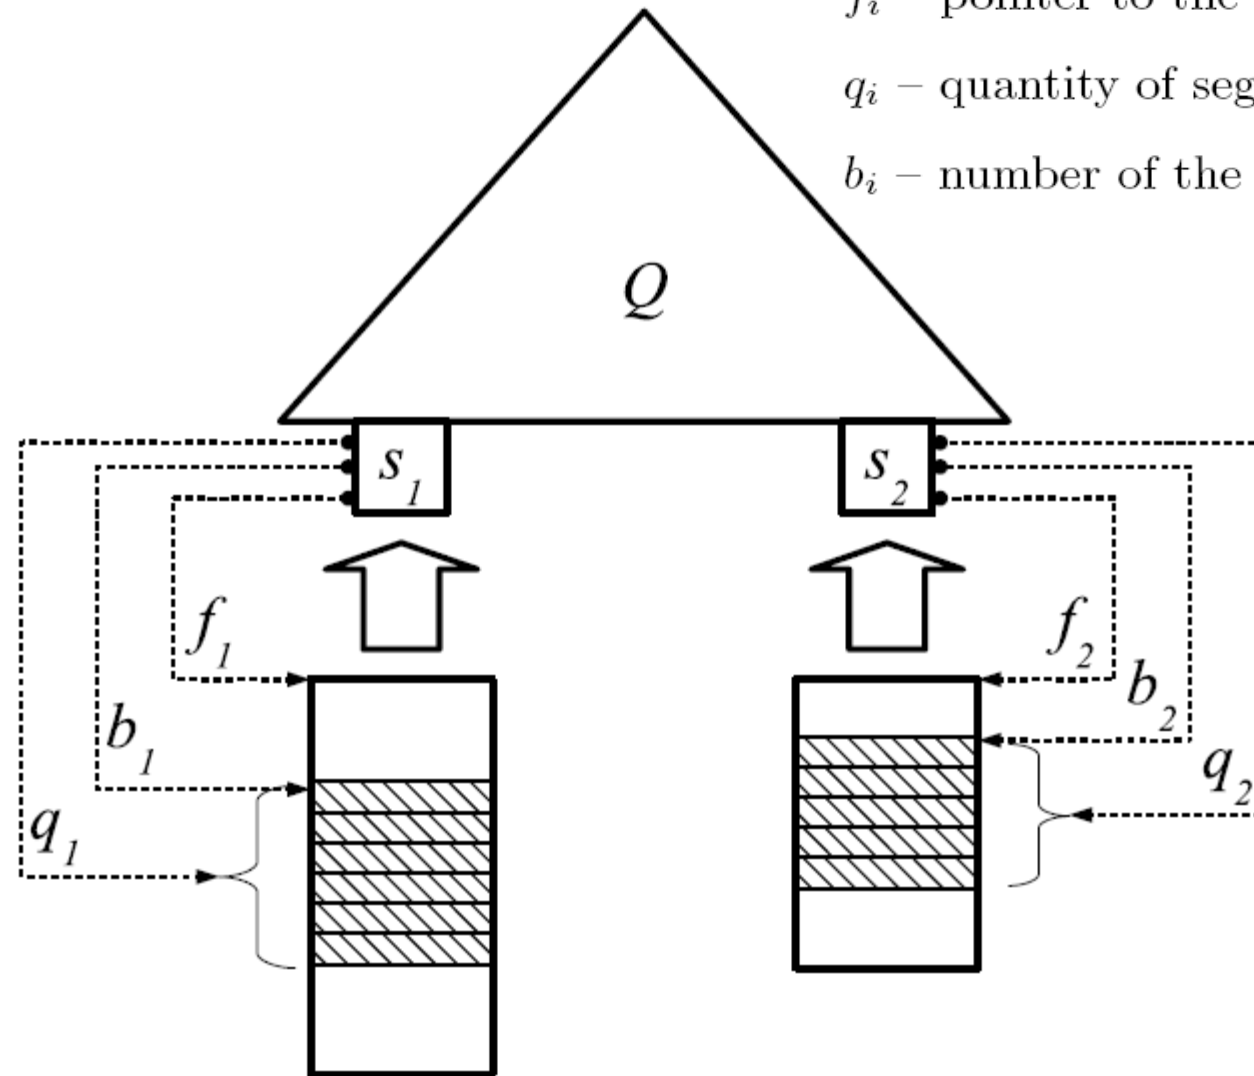 f_i – pointer to the
q_i – quantity of seg
b_i – number of the
Q
s_1 s_2
f_1 f_2
b_1 b_2
q_1 q_2